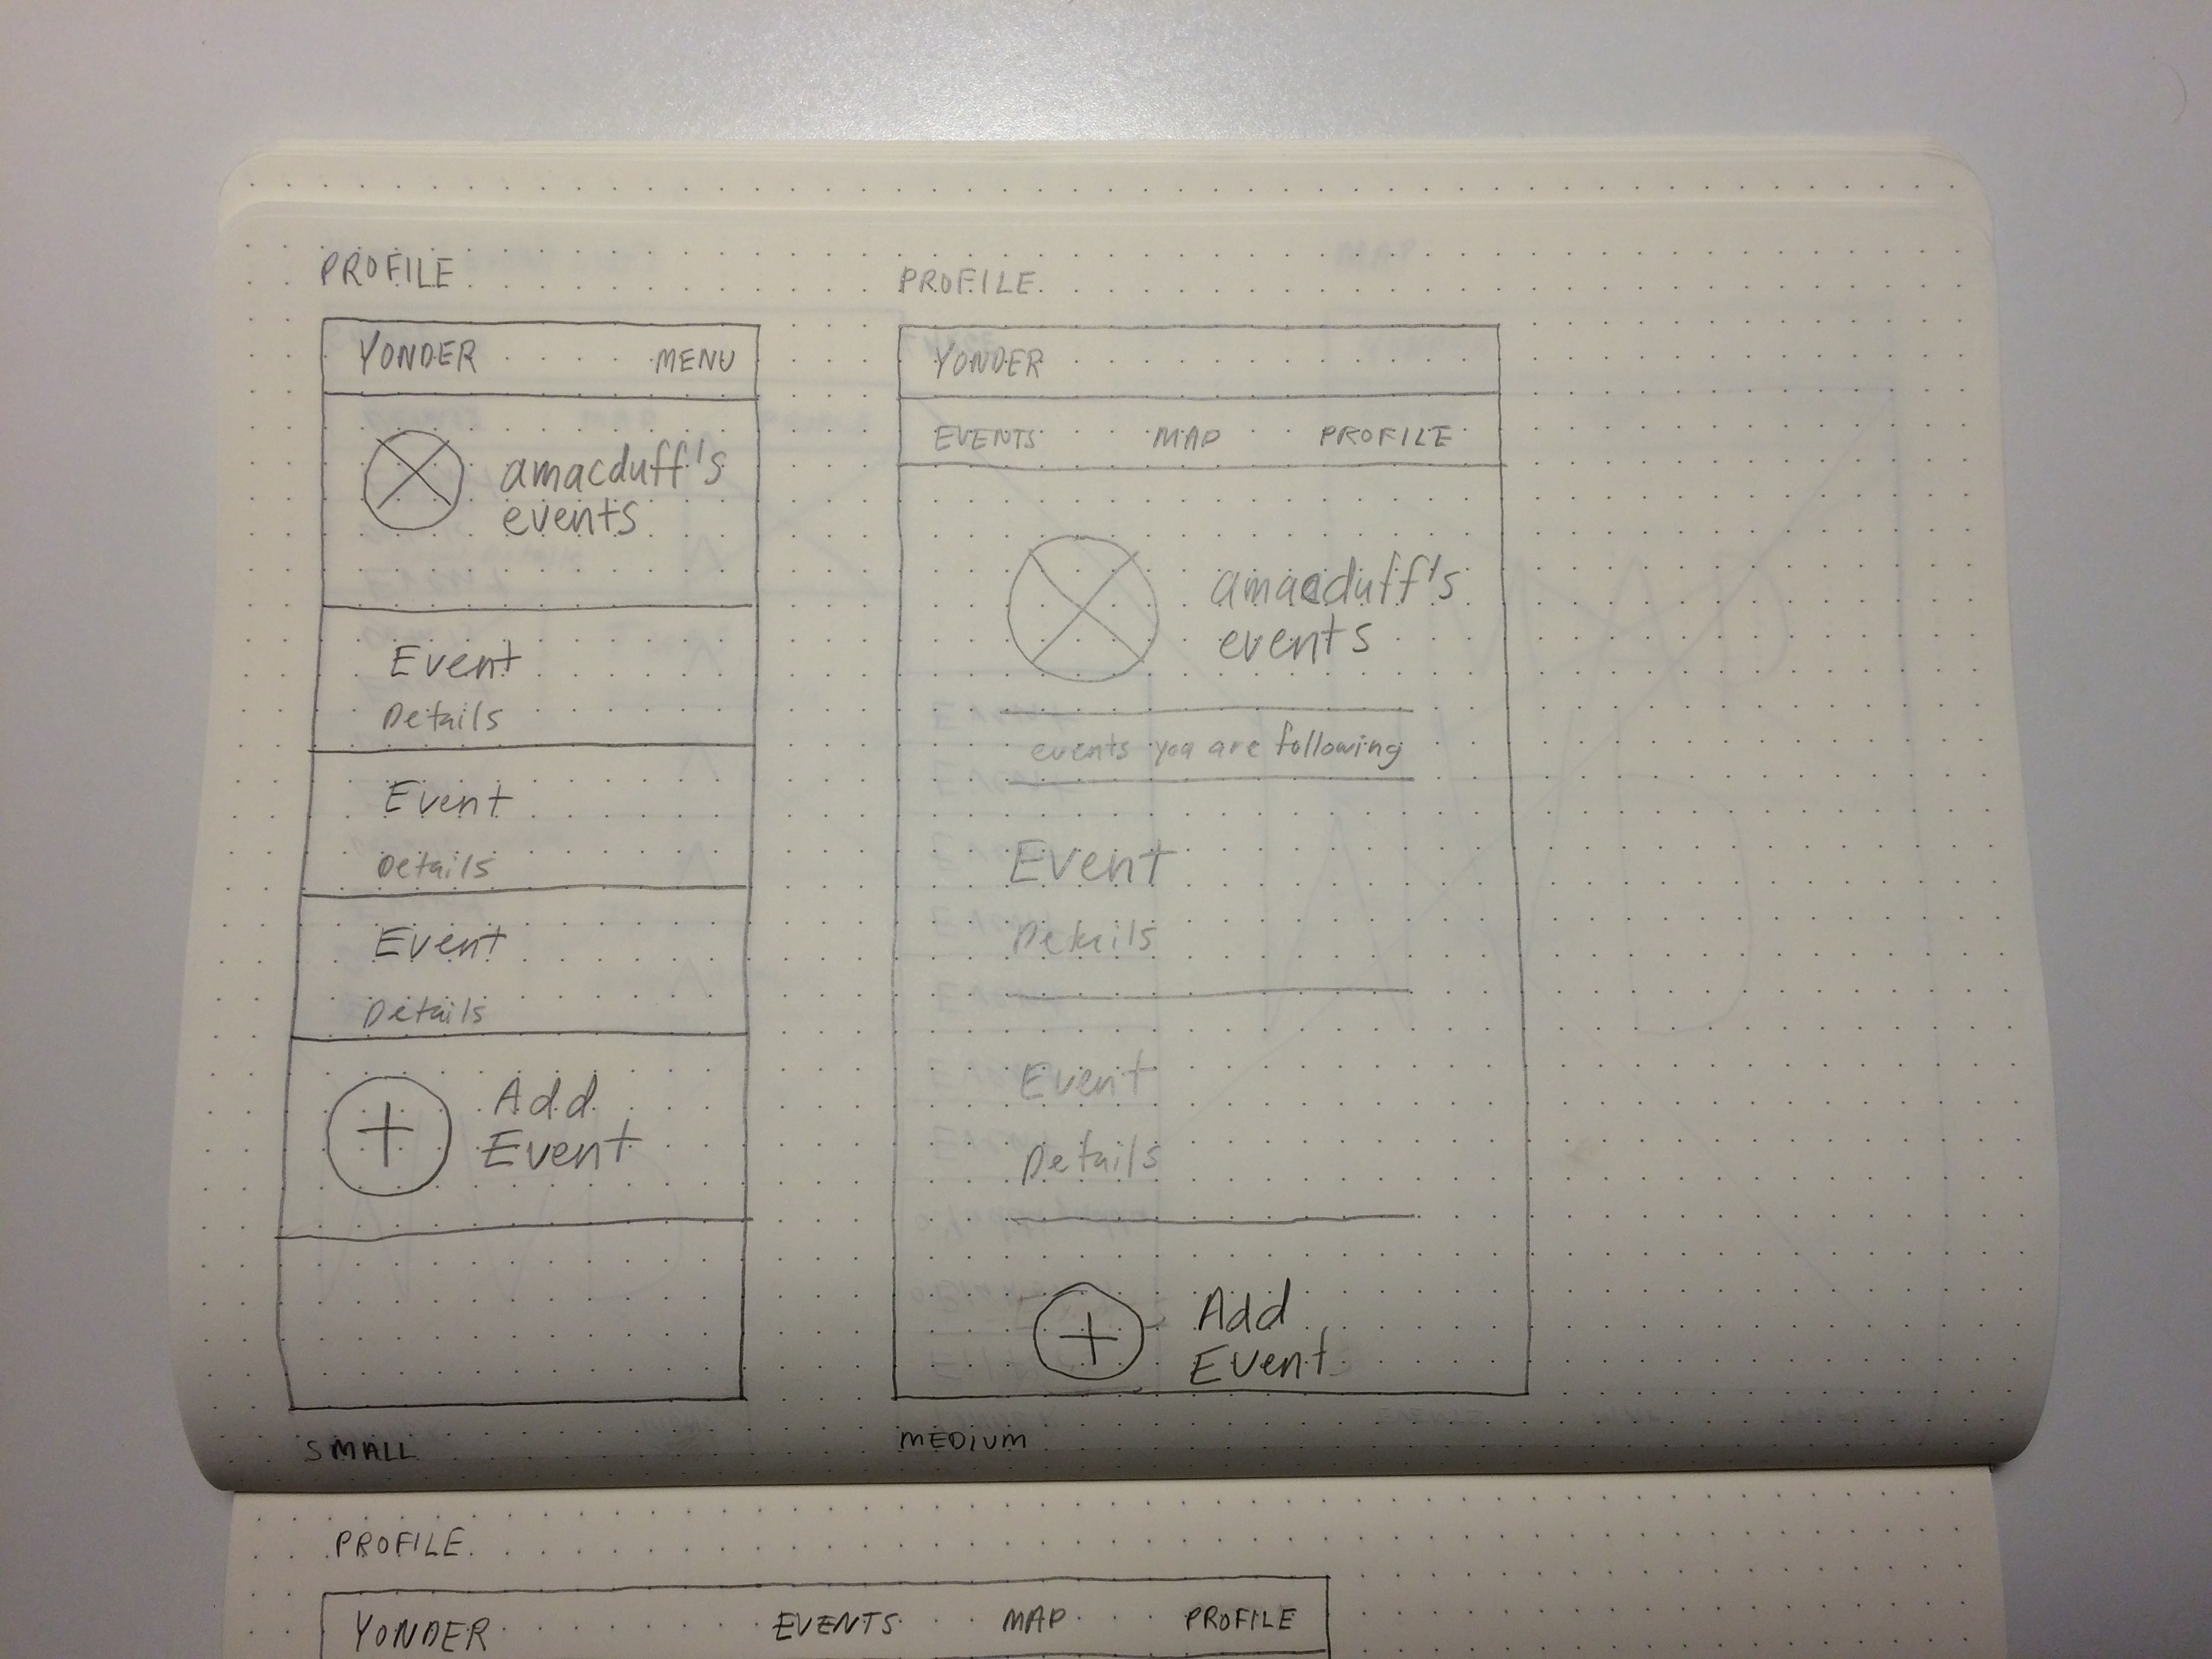 PROFILE
YONDER MENU
amacduff's
events
Event
Details
Event
Details
Event
Details
Add
Event
SMALL
PROFILE
YONDER
EVENTS MAP PROFILE
amacduff's
events
events you are following
Event
Details
Event
Details
Add
Event
MEDIUM
PROFILE
YONDER EVENTS MAP PROFILE